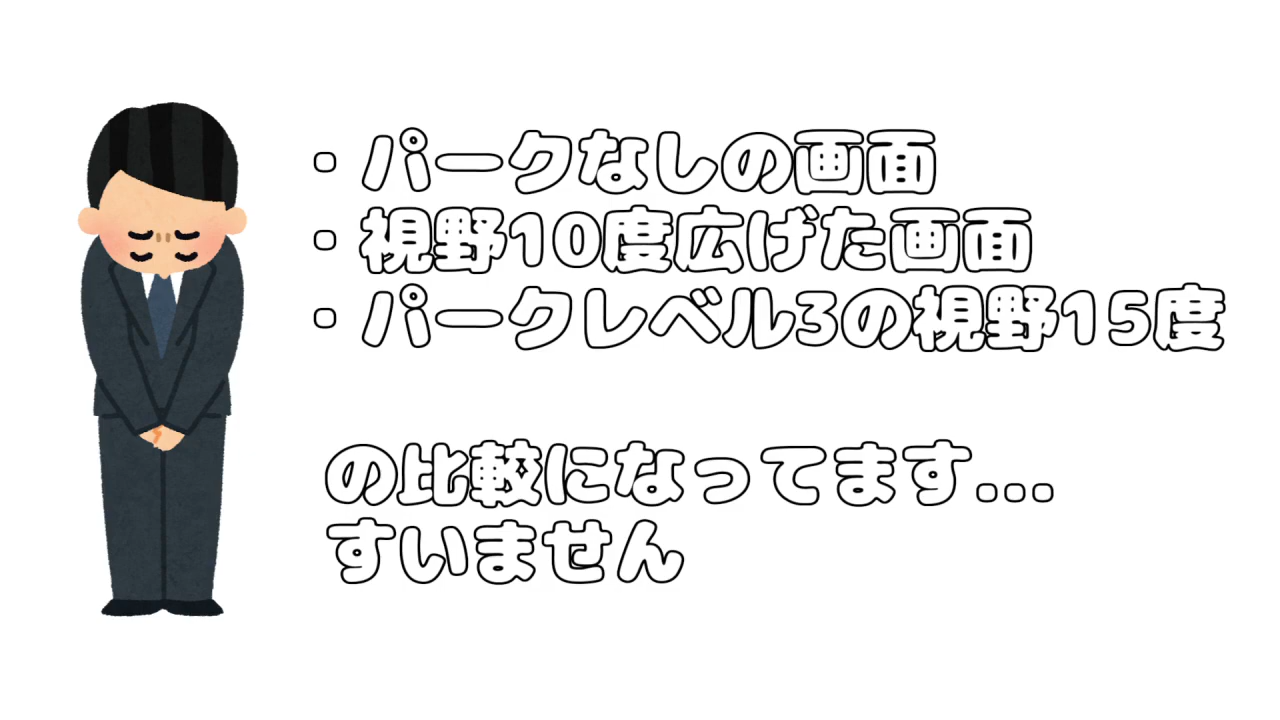 ・パークなしの画面
・視野10度広げた画面
・パークレベル3の視野15度
の比較になってます...
すいません